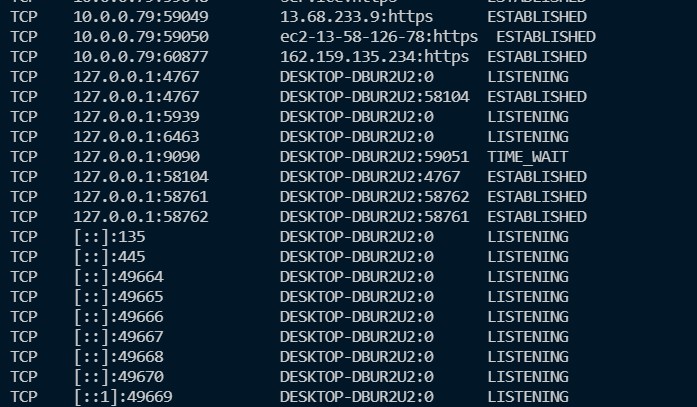 TCP    10.0.0.79:59049        13.68.233.9:https      ESTABLISHED
TCP    10.0.0.79:59050        ec2-13-58-126-78:https  ESTABLISHED
TCP    10.0.0.79:60877        162.159.135.234:https  ESTABLISHED
TCP    127.0.0.1:4767         DESKTOP-DBUR2U2:0      LISTENING
TCP    127.0.0.1:4767         DESKTOP-DBUR2U2:58104  ESTABLISHED
TCP    127.0.0.1:5939         DESKTOP-DBUR2U2:0      LISTENING
TCP    127.0.0.1:6463         DESKTOP-DBUR2U2:0      LISTENING
TCP    127.0.0.1:9090         DESKTOP-DBUR2U2:59051  TIME_WAIT
TCP    127.0.0.1:58104        DESKTOP-DBUR2U2:4767   ESTABLISHED
TCP    127.0.0.1:58761        DESKTOP-DBUR2U2:58762  ESTABLISHED
TCP    127.0.0.1:58762        DESKTOP-DBUR2U2:58761  ESTABLISHED
TCP    [::]:135               DESKTOP-DBUR2U2:0      LISTENING
TCP    [::]:445               DESKTOP-DBUR2U2:0      LISTENING
TCP    [::]:49664             DESKTOP-DBUR2U2:0      LISTENING
TCP    [::]:49665             DESKTOP-DBUR2U2:0      LISTENING
TCP    [::]:49666             DESKTOP-DBUR2U2:0      LISTENING
TCP    [::]:49667             DESKTOP-DBUR2U2:0      LISTENING
TCP    [::]:49668             DESKTOP-DBUR2U2:0      LISTENING
TCP    [::]:49670             DESKTOP-DBUR2U2:0      LISTENING
TCP    [::1]:49669            DESKTOP-DBUR2U2:0      LISTENING